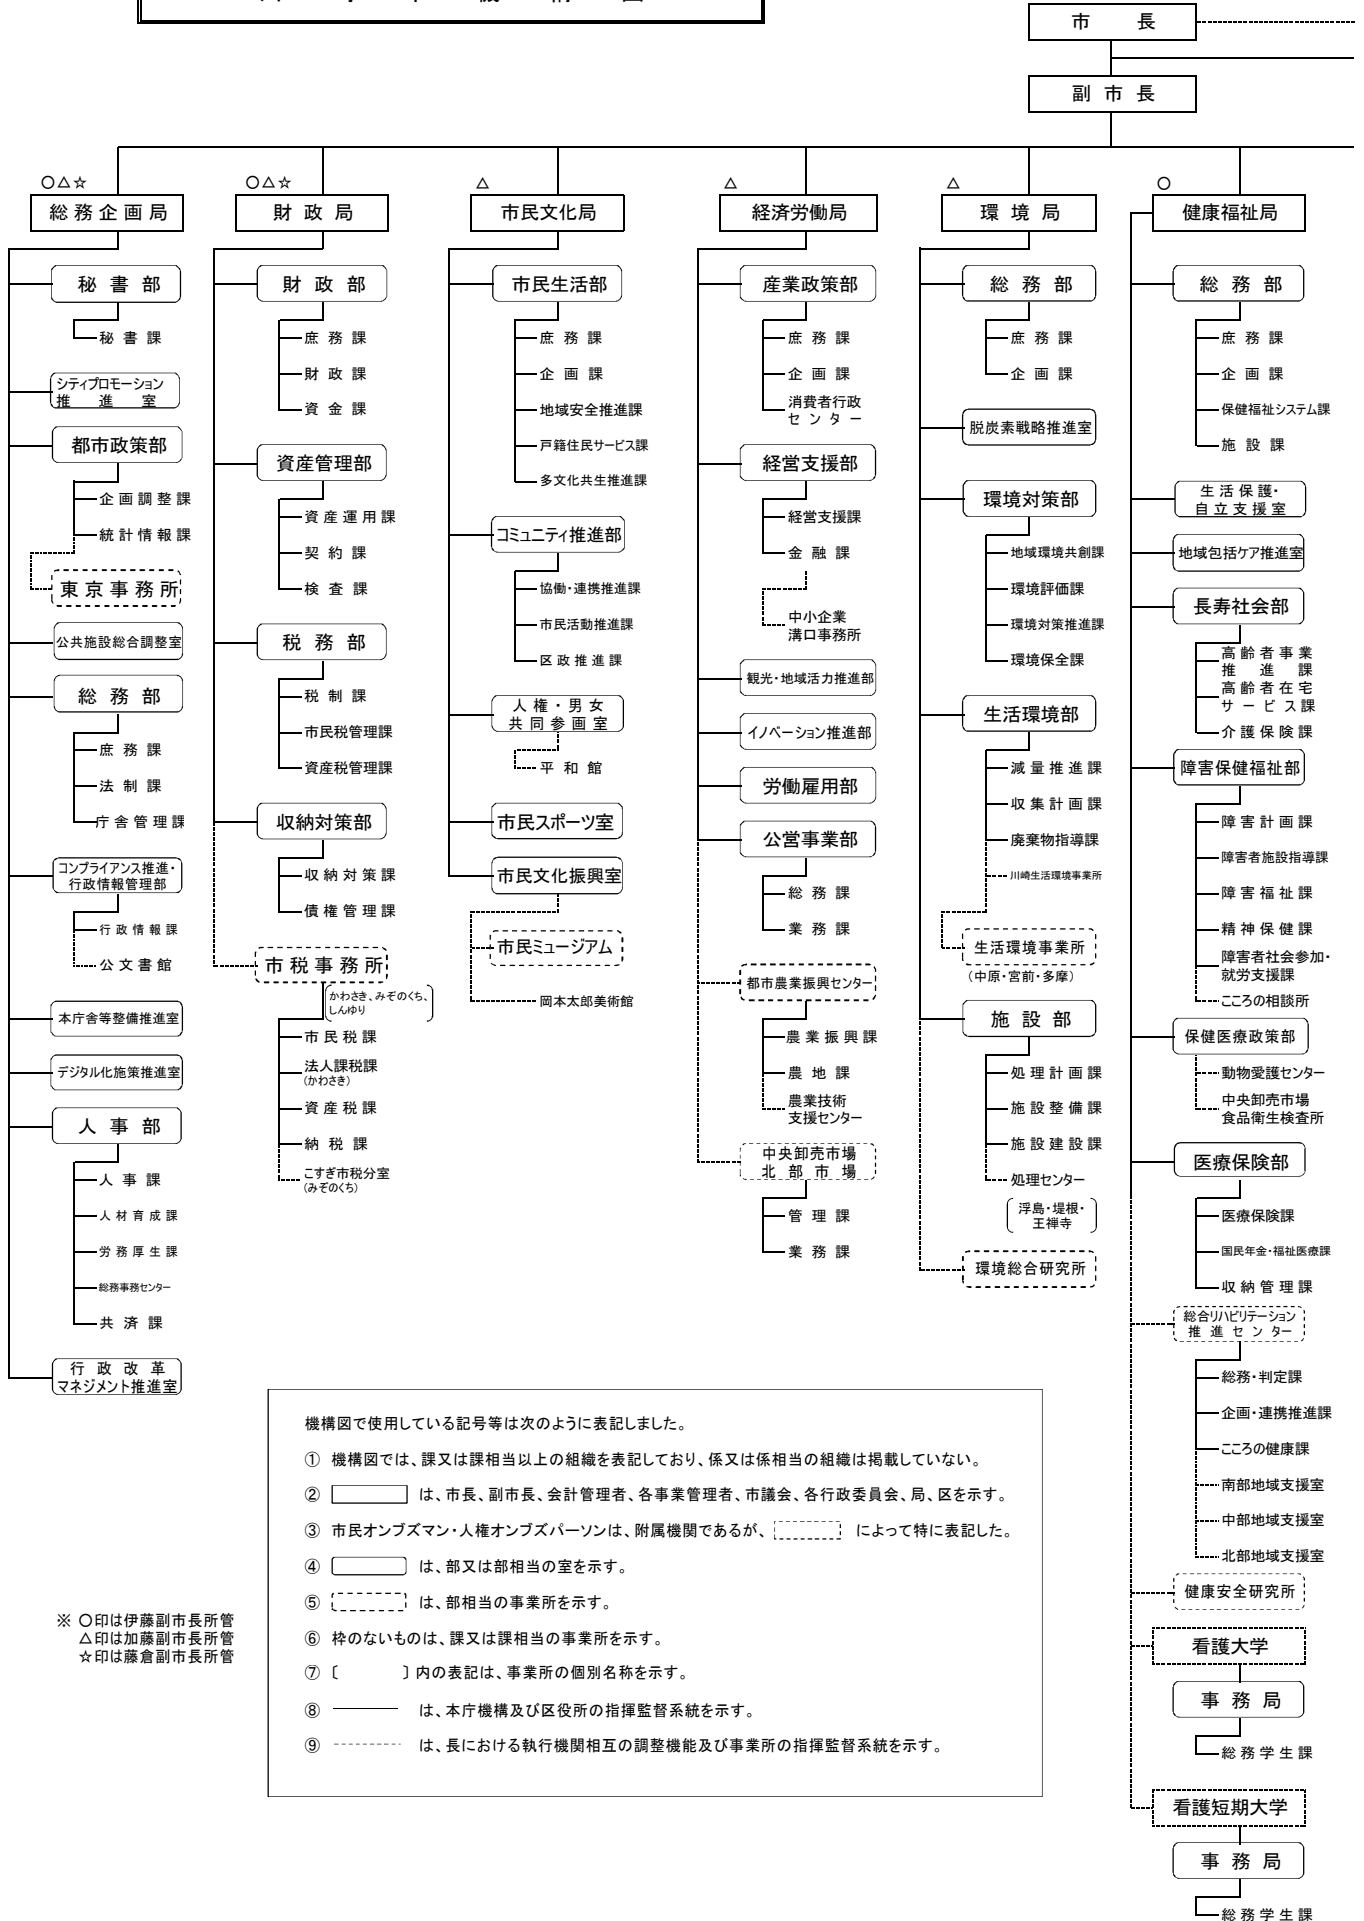 市長
副市長
○△☆
総務企画局
秘書部
秘書課
シティプロモーション
推進室
都市政策部
企画調整課
統計情報課
東京事務所
公共施設総合調整室
総務部
庶務課
法制課
庁舎管理課
コンプライアンス推進・
行政情報管理部
行政情報課
公文書館
本庁舎等整備推進室
デジタル化施策推進室
人事部
人事課
人材育成課
労務厚生課
総務事務センター
共済課
行政改革
マネジメント推進室
○△☆
財政局
財政部
庶務課
財政課
資金課
資産管理部
資産運用課
契約課
検査課
税務部
税制課
市民税管理課
資産税管理課
収納対策部
収納対策課
債権管理課
市税事務所
かわさき、みぞのくち、
しんゆり
市民税課
法人課税課
(かわさき)
資産税課
納税課
こすぎ市税分室
(みぞのくち)
△
市民文化局
市民生活部
庶務課
企画課
地域安全推進課
戸籍住民サービス課
多文化共生推進課
コミュニティ推進部
協働・連携推進課
市民活動推進課
区政推進課
人権・男女
共同参画室
平和館
市民スポーツ室
市民文化振興室
市民ミュージアム
岡本太郎美術館
△
経済労働局
産業政策部
庶務課
企画課
消費者行政
センター
経営支援部
経営支援課
金融課
中小企業
溝口事務所
観光・地域活力推進部
イノベーション推進部
労働雇用部
公営事業部
総務課
業務課
都市農業振興センター
農業振興課
農地課
農業技術
支援センター
中央卸売市場
北部市場
管理課
業務課
△
環境局
総務部
庶務課
企画課
脱炭素戦略推進室
環境対策部
地域環境共創課
環境評価課
環境対策推進課
環境保全課
生活環境部
減量推進課
収集計画課
廃棄物指導課
川崎生活環境事業所
生活環境事業所
(中原・宮前・多摩)
施設部
処理計画課
施設整備課
施設建設課
処理センター
浮島・堤根・
王禅寺
環境総合研究所
○
健康福祉局
総務部
庶務課
企画課
保健福祉システム課
施設課
生活保護・
自立支援室
地域包括ケア推進室
長寿社会部
高齢者事業
推進課
高齢者在宅
サービス課
介護保険課
障害保健福祉部
障害計画課
障害者施設指導課
障害福祉課
精神保健課
障害者社会参加・
就労支援課
こころの相談所
保健医療政策部
動物愛護センター
中央卸売市場
食品衛生検査所
医療保険部
医療保険課
国民年金・福祉医療課
収納管理課
総合リハビリテーション
推進センター
総務・判定課
企画・連携推進課
こころの健康課
南部地域支援室
中部地域支援室
北部地域支援室
健康安全研究所
看護大学
事務局
総務学生課
看護短期大学
事務局
総務学生課
機構図で使用している記号等は次のように表記しました。
① 機構図では、課又は課相当以上の組織を表記しており、係又は係相当の組織は掲載していない。
② は、市長、副市長、会計管理者、各事業管理者、市議会、各行政委員会、局、区を示す。
③ 市民オンブズマン・人権オンブズパーソンは、附属機関であるが、 によって特に表記した。
④ は、部又は部相当の室を示す。
⑤ は、部相当の事業所を示す。
⑥ 枠のないものは、課又は課相当の事業所を示す。
⑦ 〔 〕内の表記は、事業所の個別名称を示す。
⑧ は、本庁機構及び区役所の指揮監督系統を示す。
⑨ は、長における執行機関相互の調整機能及び事業所の指揮監督系統を示す。
※ ○印は伊藤副市長所管
△印は加藤副市長所管
☆印は藤倉副市長所管